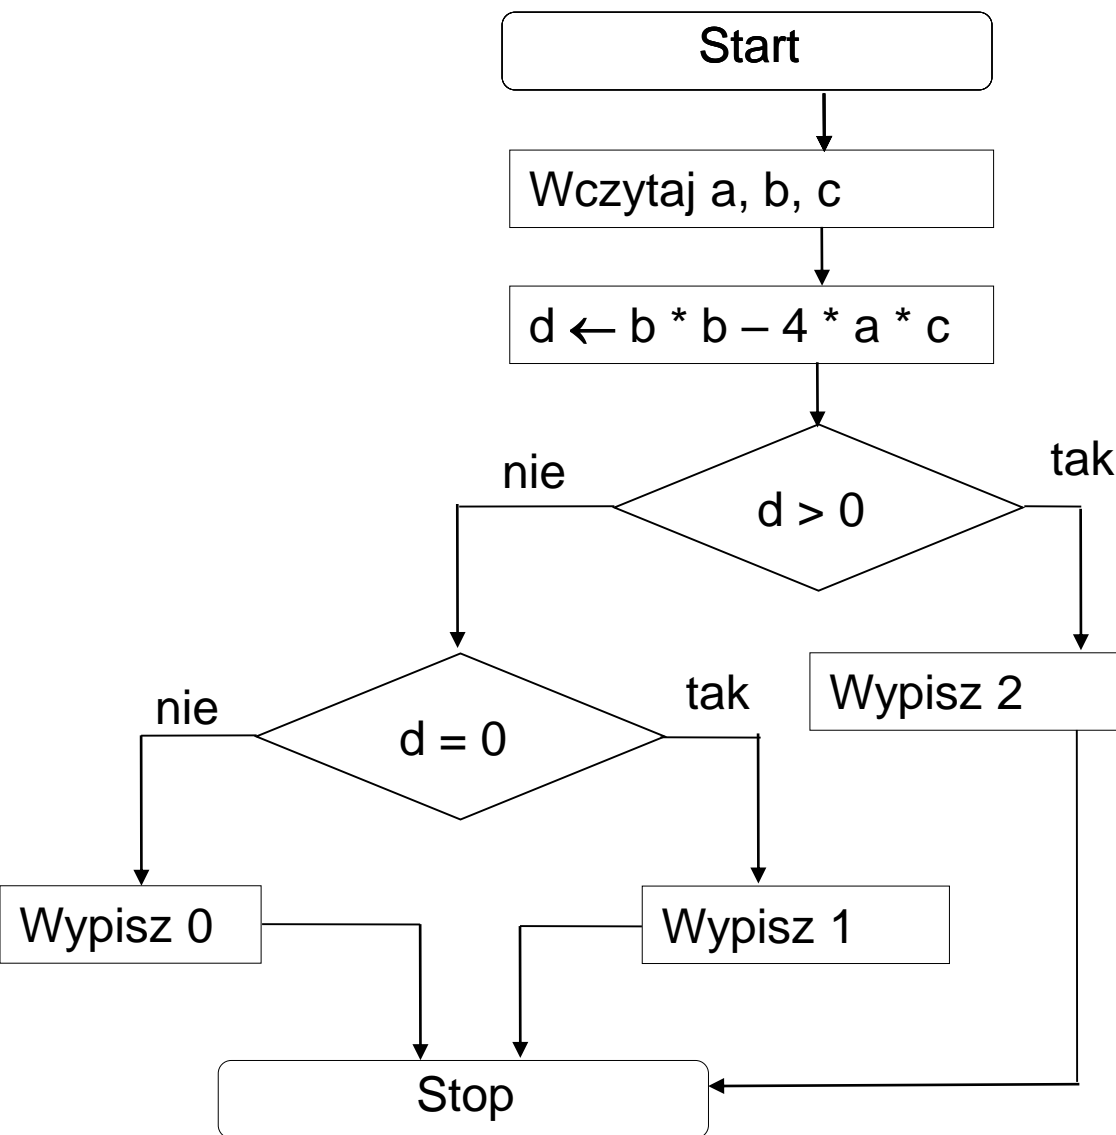 Start
Wczytaj a, b, c
d ← b * b – 4 * a * c
nie
tak
d > 0
nie
tak
d = 0
Wypisz 2
Wypisz 0
Wypisz 1
Stop